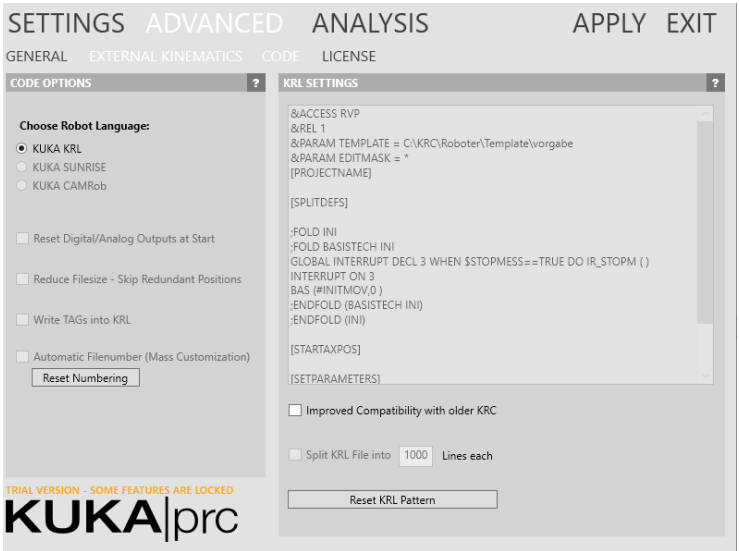 SETTINGS ADVANCED ANALYSIS APPLY EXIT
GENERAL EXTERNAL KINEMATICS CODE LICENSE
CODE OPTIONS ?
Choose Robot Language:
KUKA KRL
KUKA SUNRISE
KUKA CAMRob
Reset Digital/Analog Outputs at Start
Reduce Filesize - Skip Redundant Positions
Write TAGs into KRL
Automatic Filenumber (Mass Customization)
Reset Numbering
TRIAL VERSION - SOME FEATURES ARE LOCKED
KUKA|prc
KRL SETTINGS ?
&ACCESS RVP
&REL 1
&PARAM TEMPLATE = C:\KRC\Roboter\Template\vorgabe
&PARAM EDITMASK = *
[PROJECTNAME]
[SPLITDEFS]
;FOLD INI
;FOLD BASISTECH INI
GLOBAL INTERRUPT DECL 3 WHEN $STOPMESS==TRUE DO IR_STOPM ( )
INTERRUPT ON 3
BAS (#INITMOV,0 )
;ENDFOLD (BASISTECH INI)
;ENDFOLD (INI)
[STARTAXPOS]
[SETPARAMETERS]
Improved Compatibility with older KRC
Split KRL File into 1000 Lines each
Reset KRL Pattern